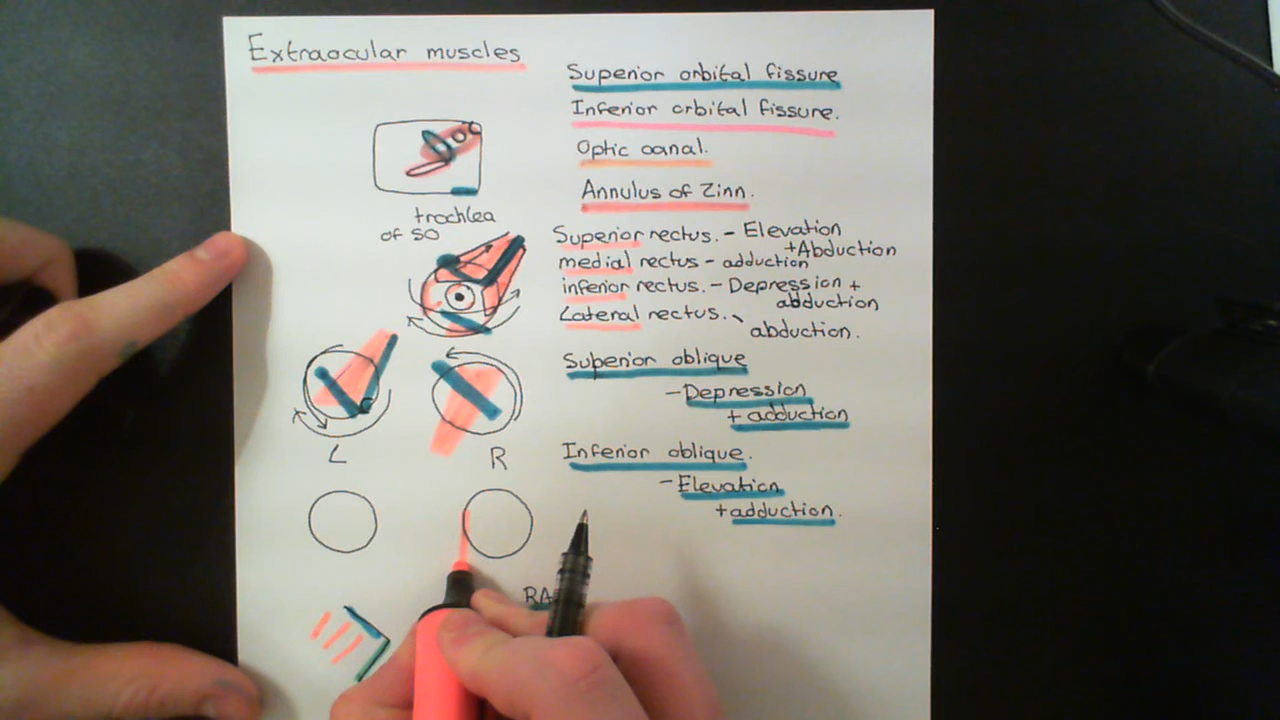 Extraocular muscles
Superior orbital fissure
Inferior orbital fissure.
Optic canal.
Annulus of Zinn.
trochlea
of SO
Superior rectus. - Elevation
+Abduction
medial rectus - adduction
inferior rectus. - Depression +
adduction
Lateral rectus.
abduction.
Superior oblique
- Depression
+ adduction
Inferior oblique.
- Elevation
+adduction.
L
R